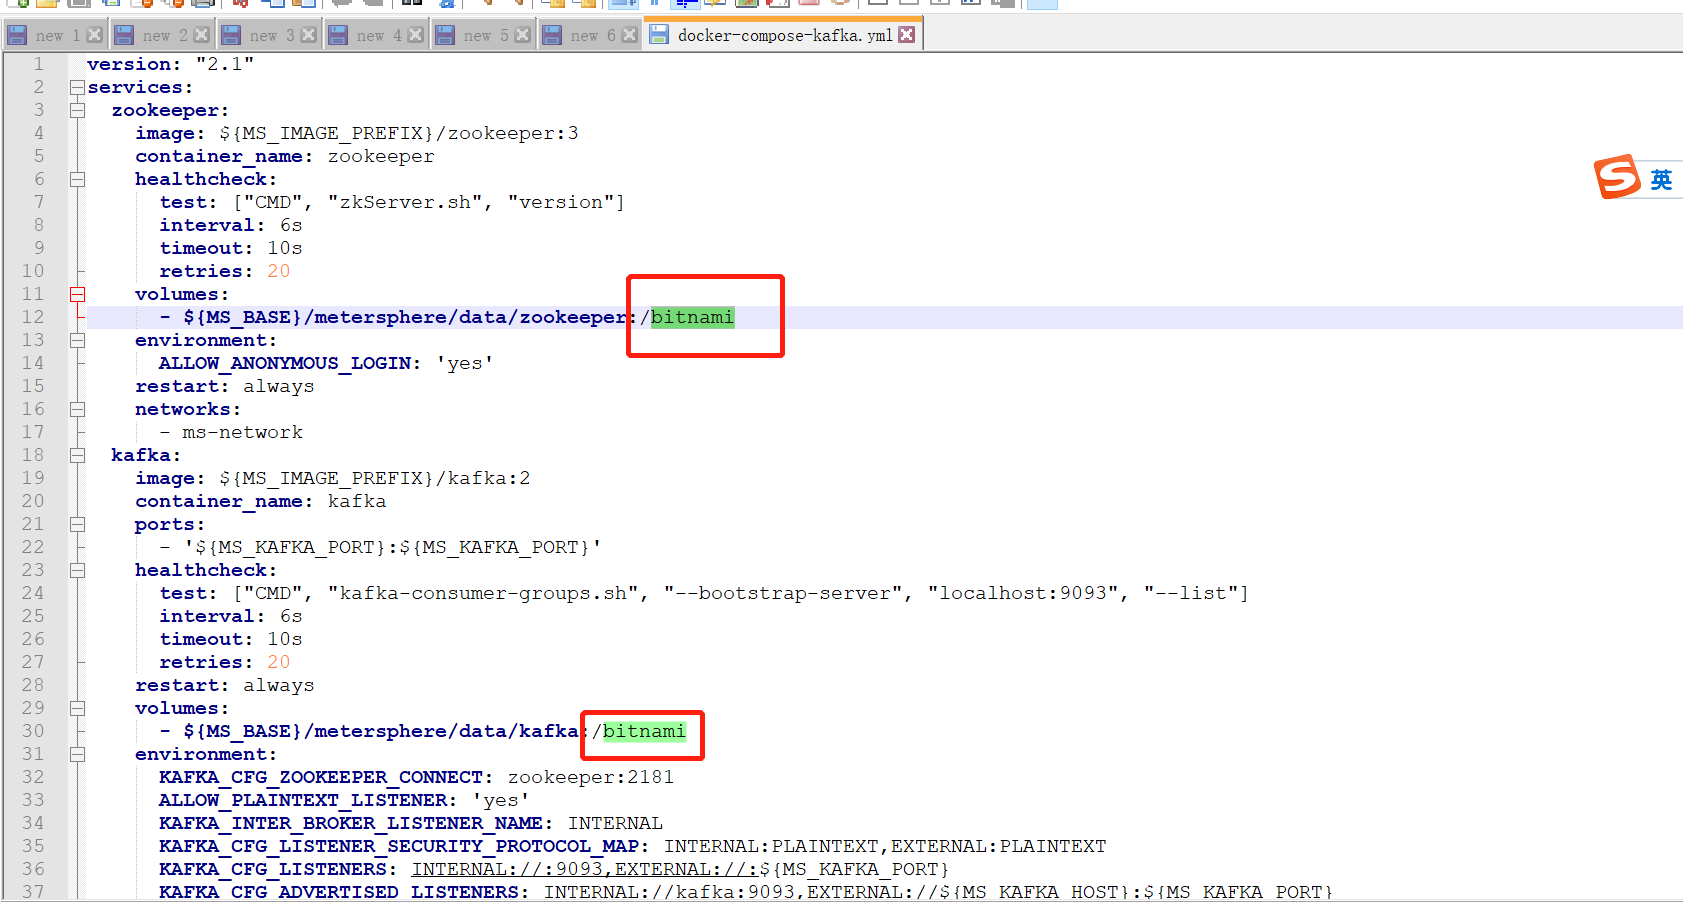 new 1 new 2 new 3 new 4 new 5 new 6 docker-compose-kafka.yml
1 version: "2.1"
2 services:
3 zookeeper:
4 image: ${MS_IMAGE_PREFIX}/zookeeper:3
5 container_name: zookeeper
6 healthcheck:
7 test: ["CMD", "zkServer.sh", "version"]
8 interval: 6s
9 timeout: 10s
10 retries: 20
11 volumes:
12 - ${MS_BASE}/metersphere/data/zookeeper:/bitnami
13 environment:
14 ALLOW_ANONYMOUS_LOGIN: 'yes'
15 restart: always
16 networks:
17 - ms-network
18 kafka:
19 image: ${MS_IMAGE_PREFIX}/kafka:2
20 container_name: kafka
21 ports:
22 - '${MS_KAFKA_PORT}:${MS_KAFKA_PORT}'
23 healthcheck:
24 test: ["CMD", "kafka-consumer-groups.sh", "--bootstrap-server", "localhost:9093", "--list"]
25 interval: 6s
26 timeout: 10s
27 retries: 20
28 restart: always
29 volumes:
30 - ${MS_BASE}/metersphere/data/kafka:/bitnami
31 environment:
32 KAFKA_CFG_ZOOKEEPER_CONNECT: zookeeper:2181
33 ALLOW_PLAINTEXT_LISTENER: 'yes'
34 KAFKA_INTER_BROKER_LISTENER_NAME: INTERNAL
35 KAFKA_CFG_LISTENER_SECURITY_PROTOCOL_MAP: INTERNAL:PLAINTEXT,EXTERNAL:PLAINTEXT
36 KAFKA_CFG_LISTENERS: INTERNAL://:9093,EXTERNAL://:${MS_KAFKA_PORT}
37 KAFKA_CFG_ADVERTISED_LISTENERS: INTERNAL://kafka:9093,EXTERNAL://${MS_KAFKA_HOST}:${MS_KAFKA_PORT}
S 英